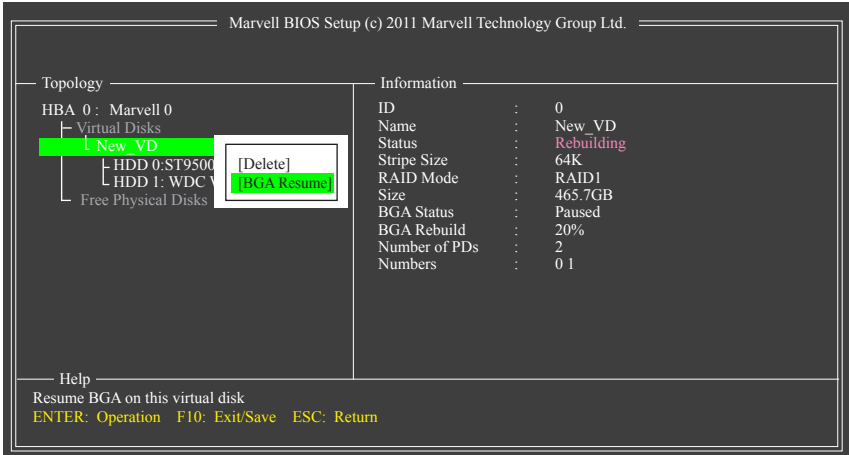 Marvell BIOS Setup (c) 2011 Marvell Technology Group Ltd.
Topology
HBA 0 : Marvell 0
Virtual Disks
New_VD
HDD 0:ST9500
HDD 1: WDC
Free Physical Disks
[Delete]
[BGA Resume]
Information
ID : 0
Name : New_VD
Status : Rebuilding
Stripe Size : 64K
RAID Mode : RAID1
Size : 465.7GB
BGA Status : Paused
BGA Rebuild : 20%
Number of PDs : 2
Numbers : 0 1
Help
Resume BGA on this virtual disk
ENTER: Operation F10: Exit/Save ESC: Return